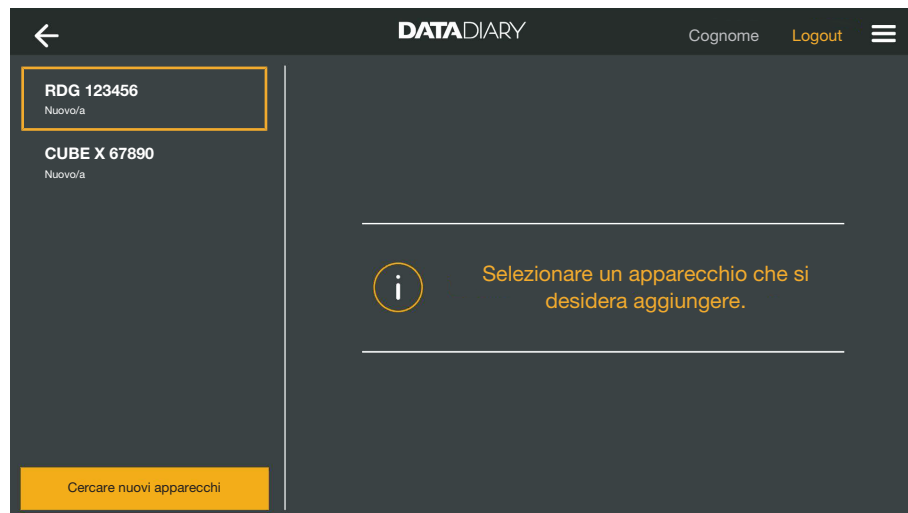 DATADIARY
Cognome
Logout
RDG 123456
Nuovo/a
CUBE X 67890
Nuovo/a
Selezionare un apparecchio che si
desidera aggiungere.
Cercare nuovi apparecchi